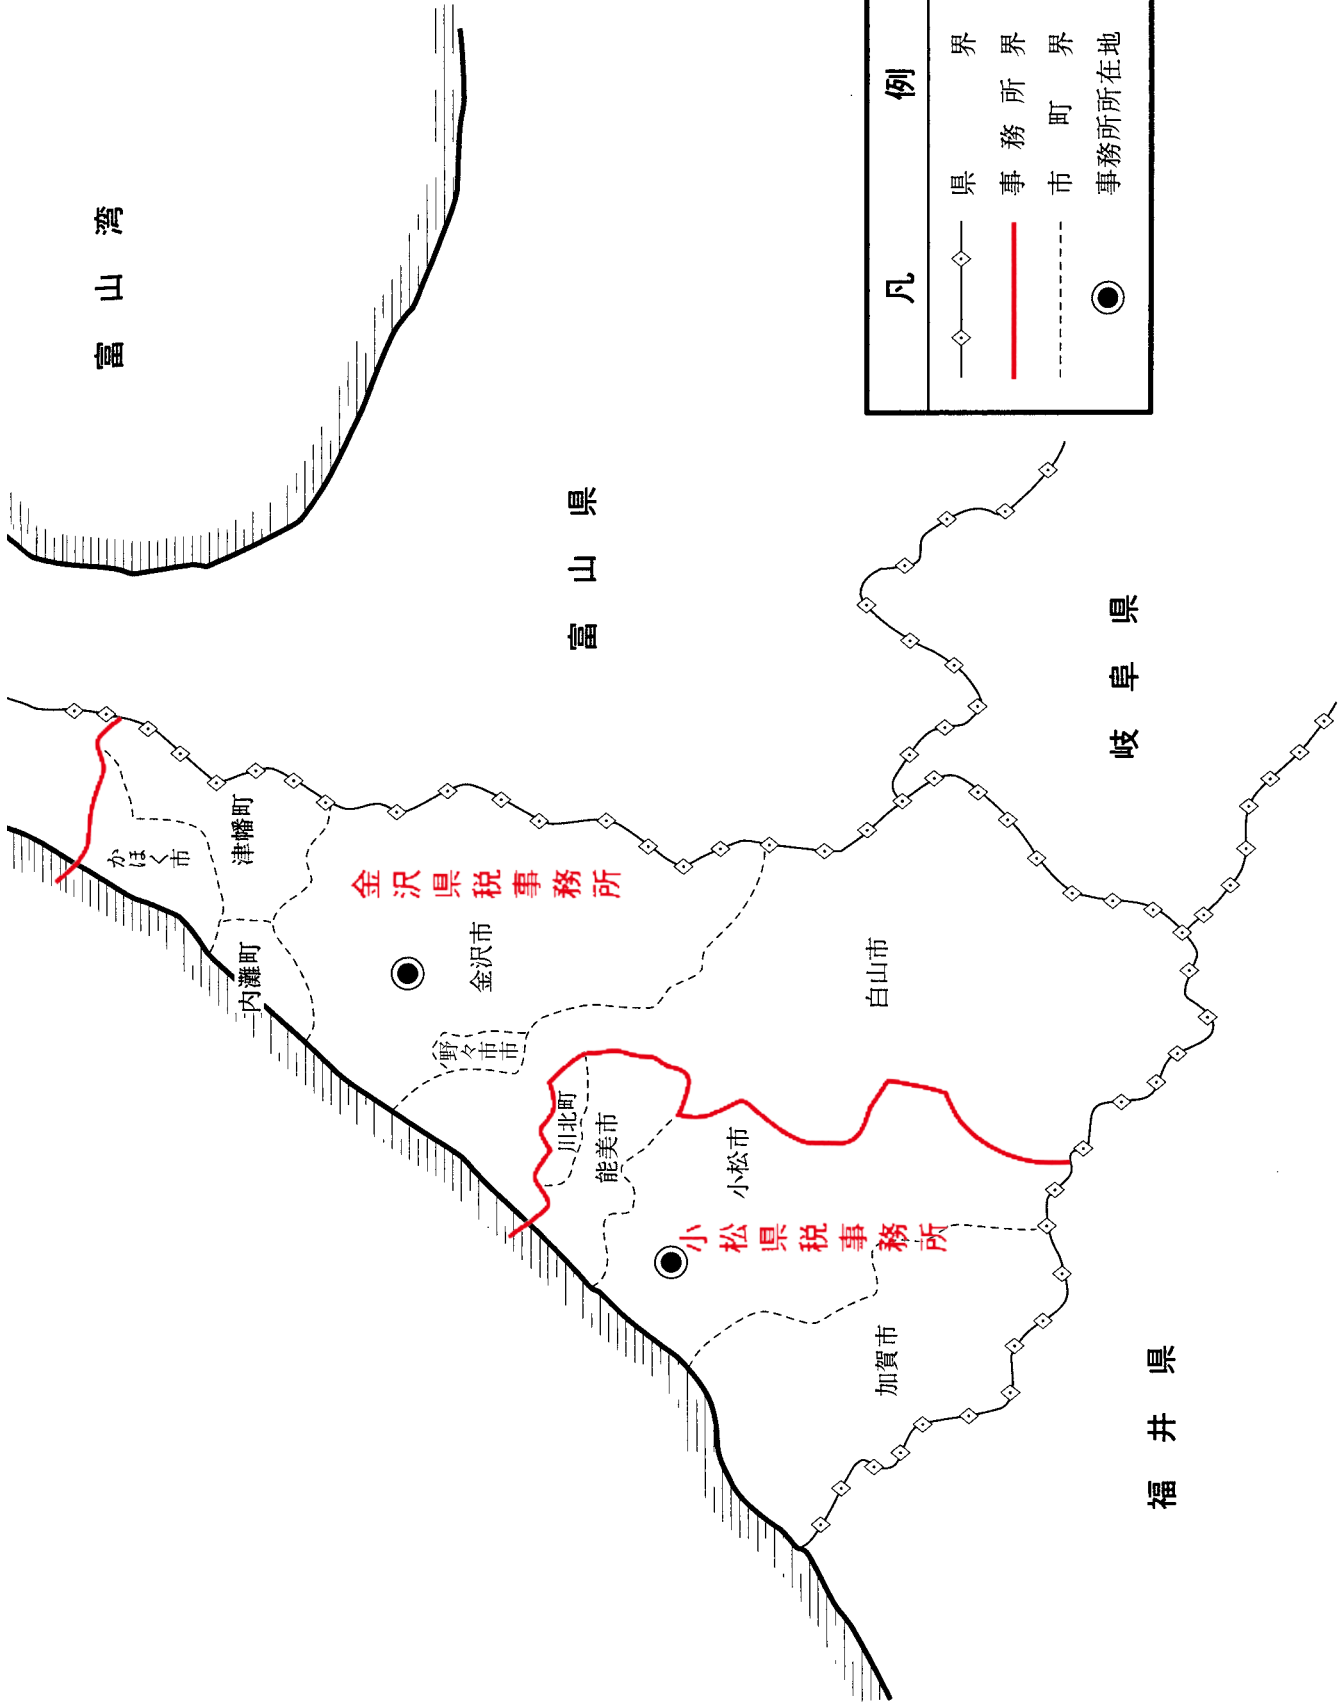 富山湾
富山県
岐阜県
福井県
かほく市
津幡町
内灘町
金沢県税事務所
金沢市
野々市市
白山市
川北町
能美市
小松市
小松県税事務所
加賀市
凡例
県界
事務所界
市町界
事務所所在地